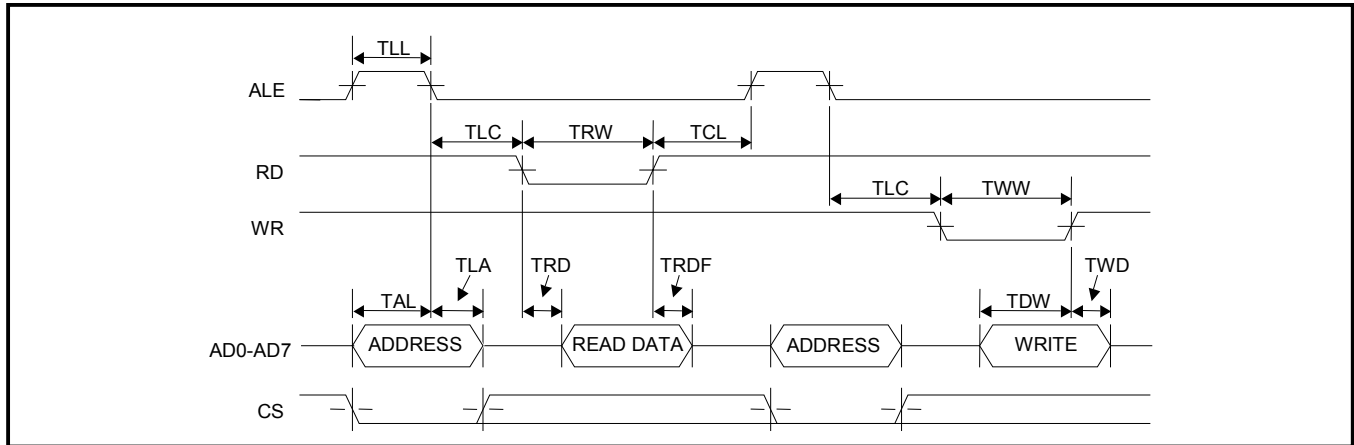 TLL
ALE
TLC TRW TCL
RD
TLC TWW
WR
TLA TRD TRDF TWD
TAL TDW
AD0-AD7 ADDRESS READ DATA ADDRESS WRITE
CS